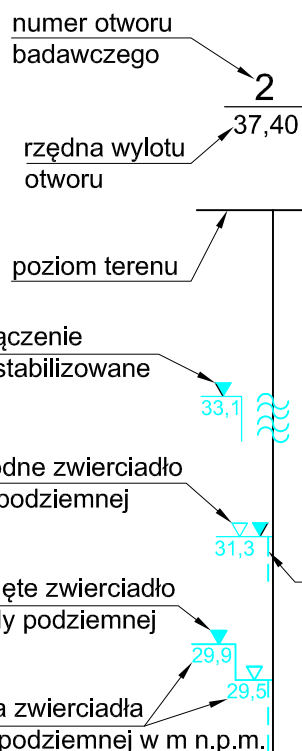 numer otworu
badawczego
2
37,40
rzędna wylotu
otworu
poziom terenu
ączenie
stabilizowane
33,1
odne zwierciadło
podziemnej
31,3
ęte zwierciadło
dy podziemnej
29,9
29,5
a zwierciadła
podziemnej w m n.p.m.